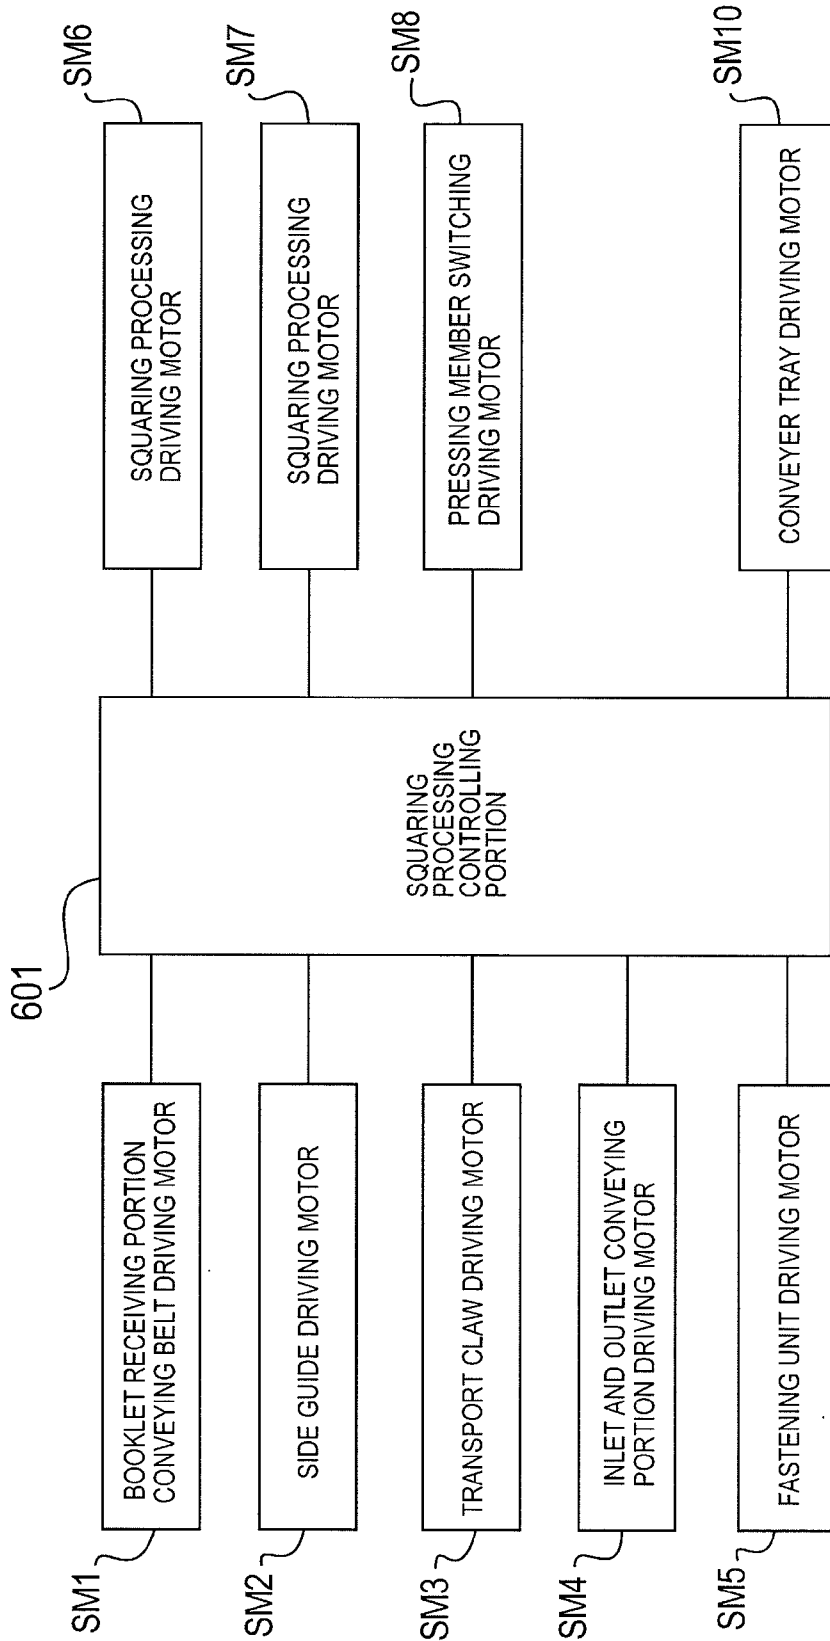 601
SQUARING
PROCESSING
CONTROLLING
PORTION
SM1
BOOKLET RECEIVING PORTION
CONVEYING BELT DRIVING MOTOR
SM2
SIDE GUIDE DRIVING MOTOR
SM3
TRANSPORT CLAW DRIVING MOTOR
SM4
INLET AND OUTLET CONVEYING
PORTION DRIVING MOTOR
SM5
FASTENING UNIT DRIVING MOTOR
SM6
SQUARING PROCESSING
DRIVING MOTOR
SM7
SQUARING PROCESSING
DRIVING MOTOR
SM8
PRESSING MEMBER SWITCHING
DRIVING MOTOR
SM10
CONVEYER TRAY DRIVING MOTOR